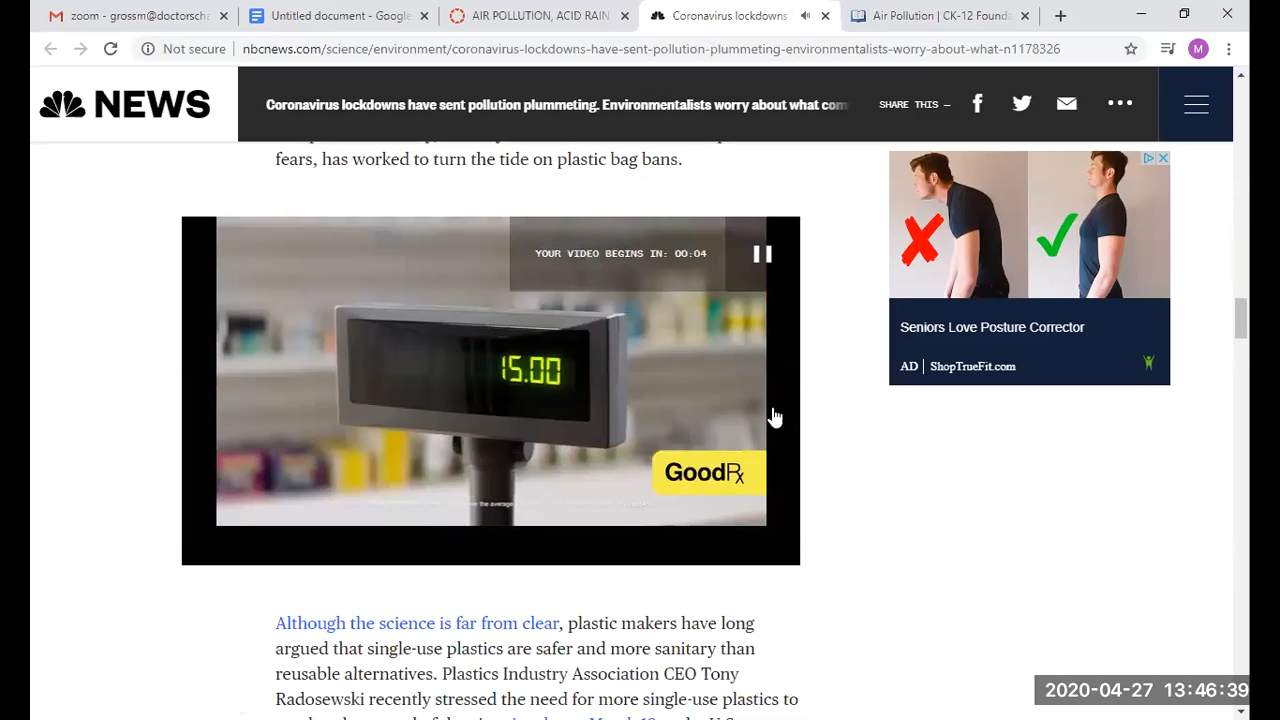 zoom - grossm@doctorscha
Untitled document - Google
AIR POLLUTION, ACID RAIN
Coronavirus lockdowns
Air Pollution | CK-12 Founda
Not secure
nbcnews.com/science/environment/coronavirus-lockdowns-have-sent-pollution-plummeting-environmentalists-worry-about-what-n1178326
M
NEWS
Coronavirus lockdowns have sent pollution plummeting. Environmentalists worry about what com
SHARE THIS —
fears, has worked to turn the tide on plastic bag bans.
YOUR VIDEO BEGINS IN: 00:04
15.00
GoodRx
Seniors Love Posture Corrector
AD | ShopTrueFit.com
Although the science is far from clear, plastic makers have long
argued that single-use plastics are safer and more sanitary than
reusable alternatives. Plastics Industry Association CEO Tony
Radosewski recently stressed the need for more single-use plastics to
2020-04-27 13:46:39